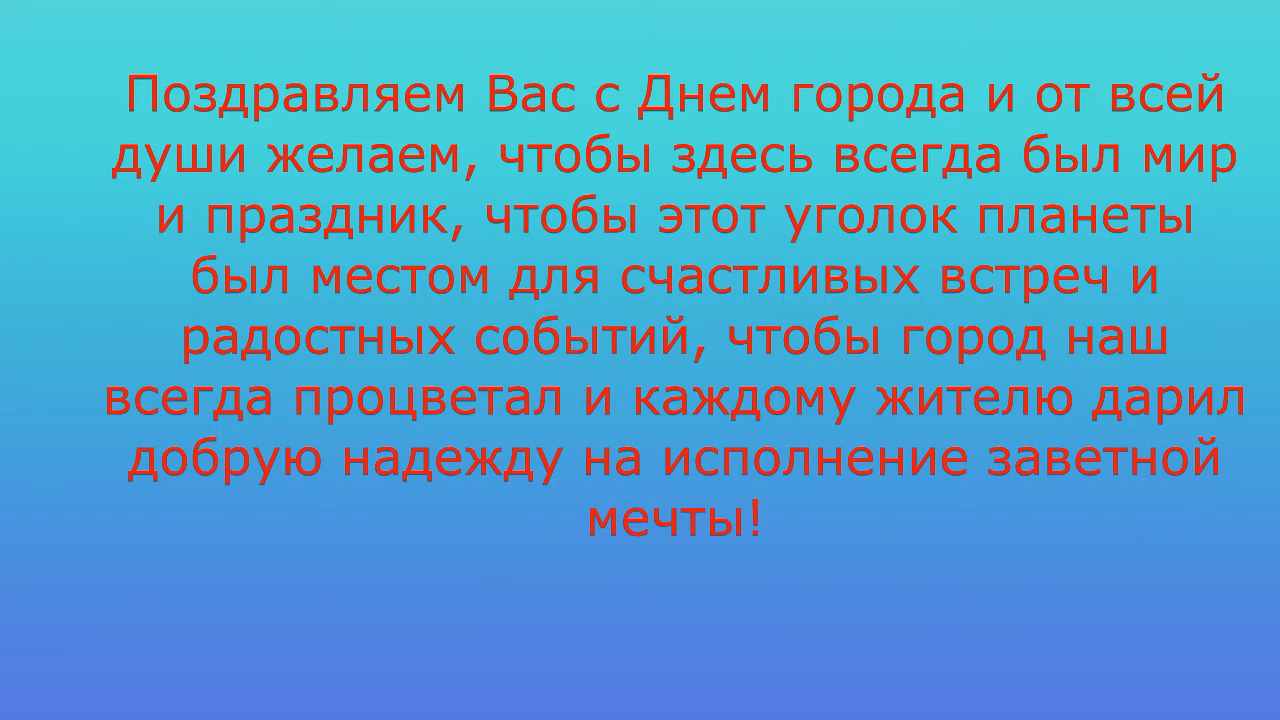 Поздравляем Вас с Днем города и от всей
души желаем, чтобы здесь всегда был мир
и праздник, чтобы этот уголок планеты
был местом для счастливых встреч и
радостных событий, чтобы город наш
всегда процветал и каждому жителю дарил
добрую надежду на исполнение заветной
мечты!